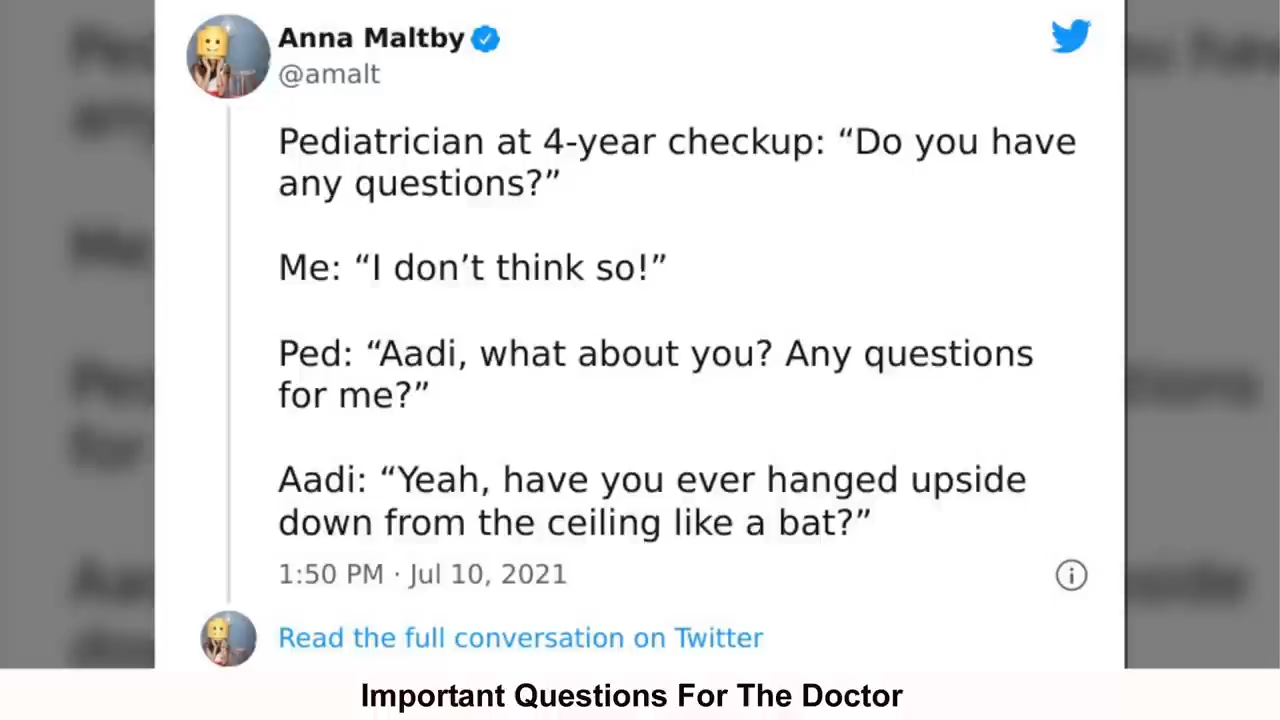 Anna Maltby
@amalt
Pediatrician at 4-year checkup: “Do you have
any questions?”
Me: “I don’t think so!”
Ped: “Aadi, what about you? Any questions
for me?”
Aadi: “Yeah, have you ever hanged upside
down from the ceiling like a bat?”
1:50 PM · Jul 10, 2021
Read the full conversation on Twitter
Important Questions For The Doctor